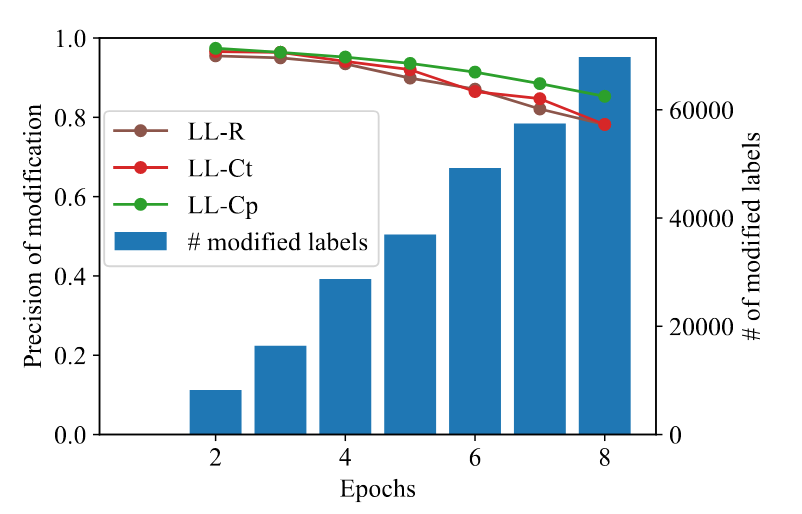 1.0
0.8
0.6
0.4
0.2
0.0
Precision of modification
LL-R
LL-Ct
LL-Cp
# modified labels
60000
40000
20000
0
# of modified labels
2 4 6 8
Epochs